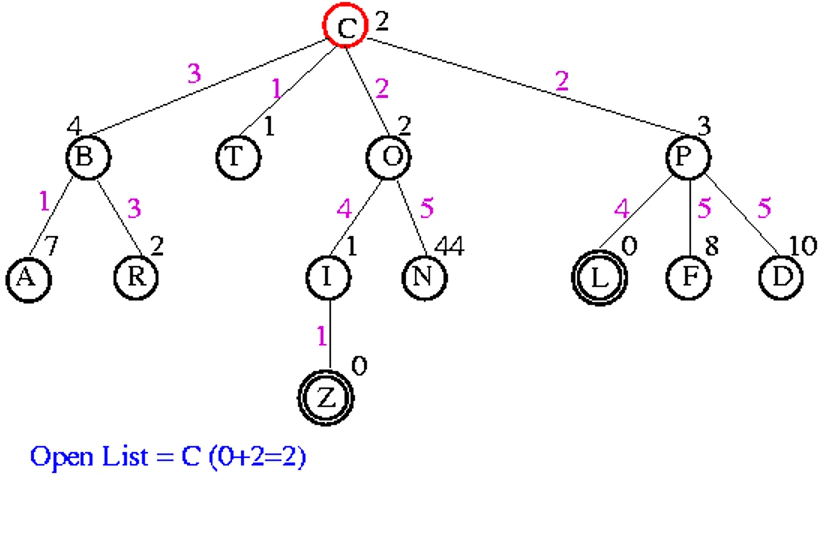 C 2
3 1 2 2
4 1 2 3
B T O P
1 3 4 5 4 5 5
7 2 1 44 0 8 10
A R I N L F D
1
0
Z
Open List = C (0+2=2)